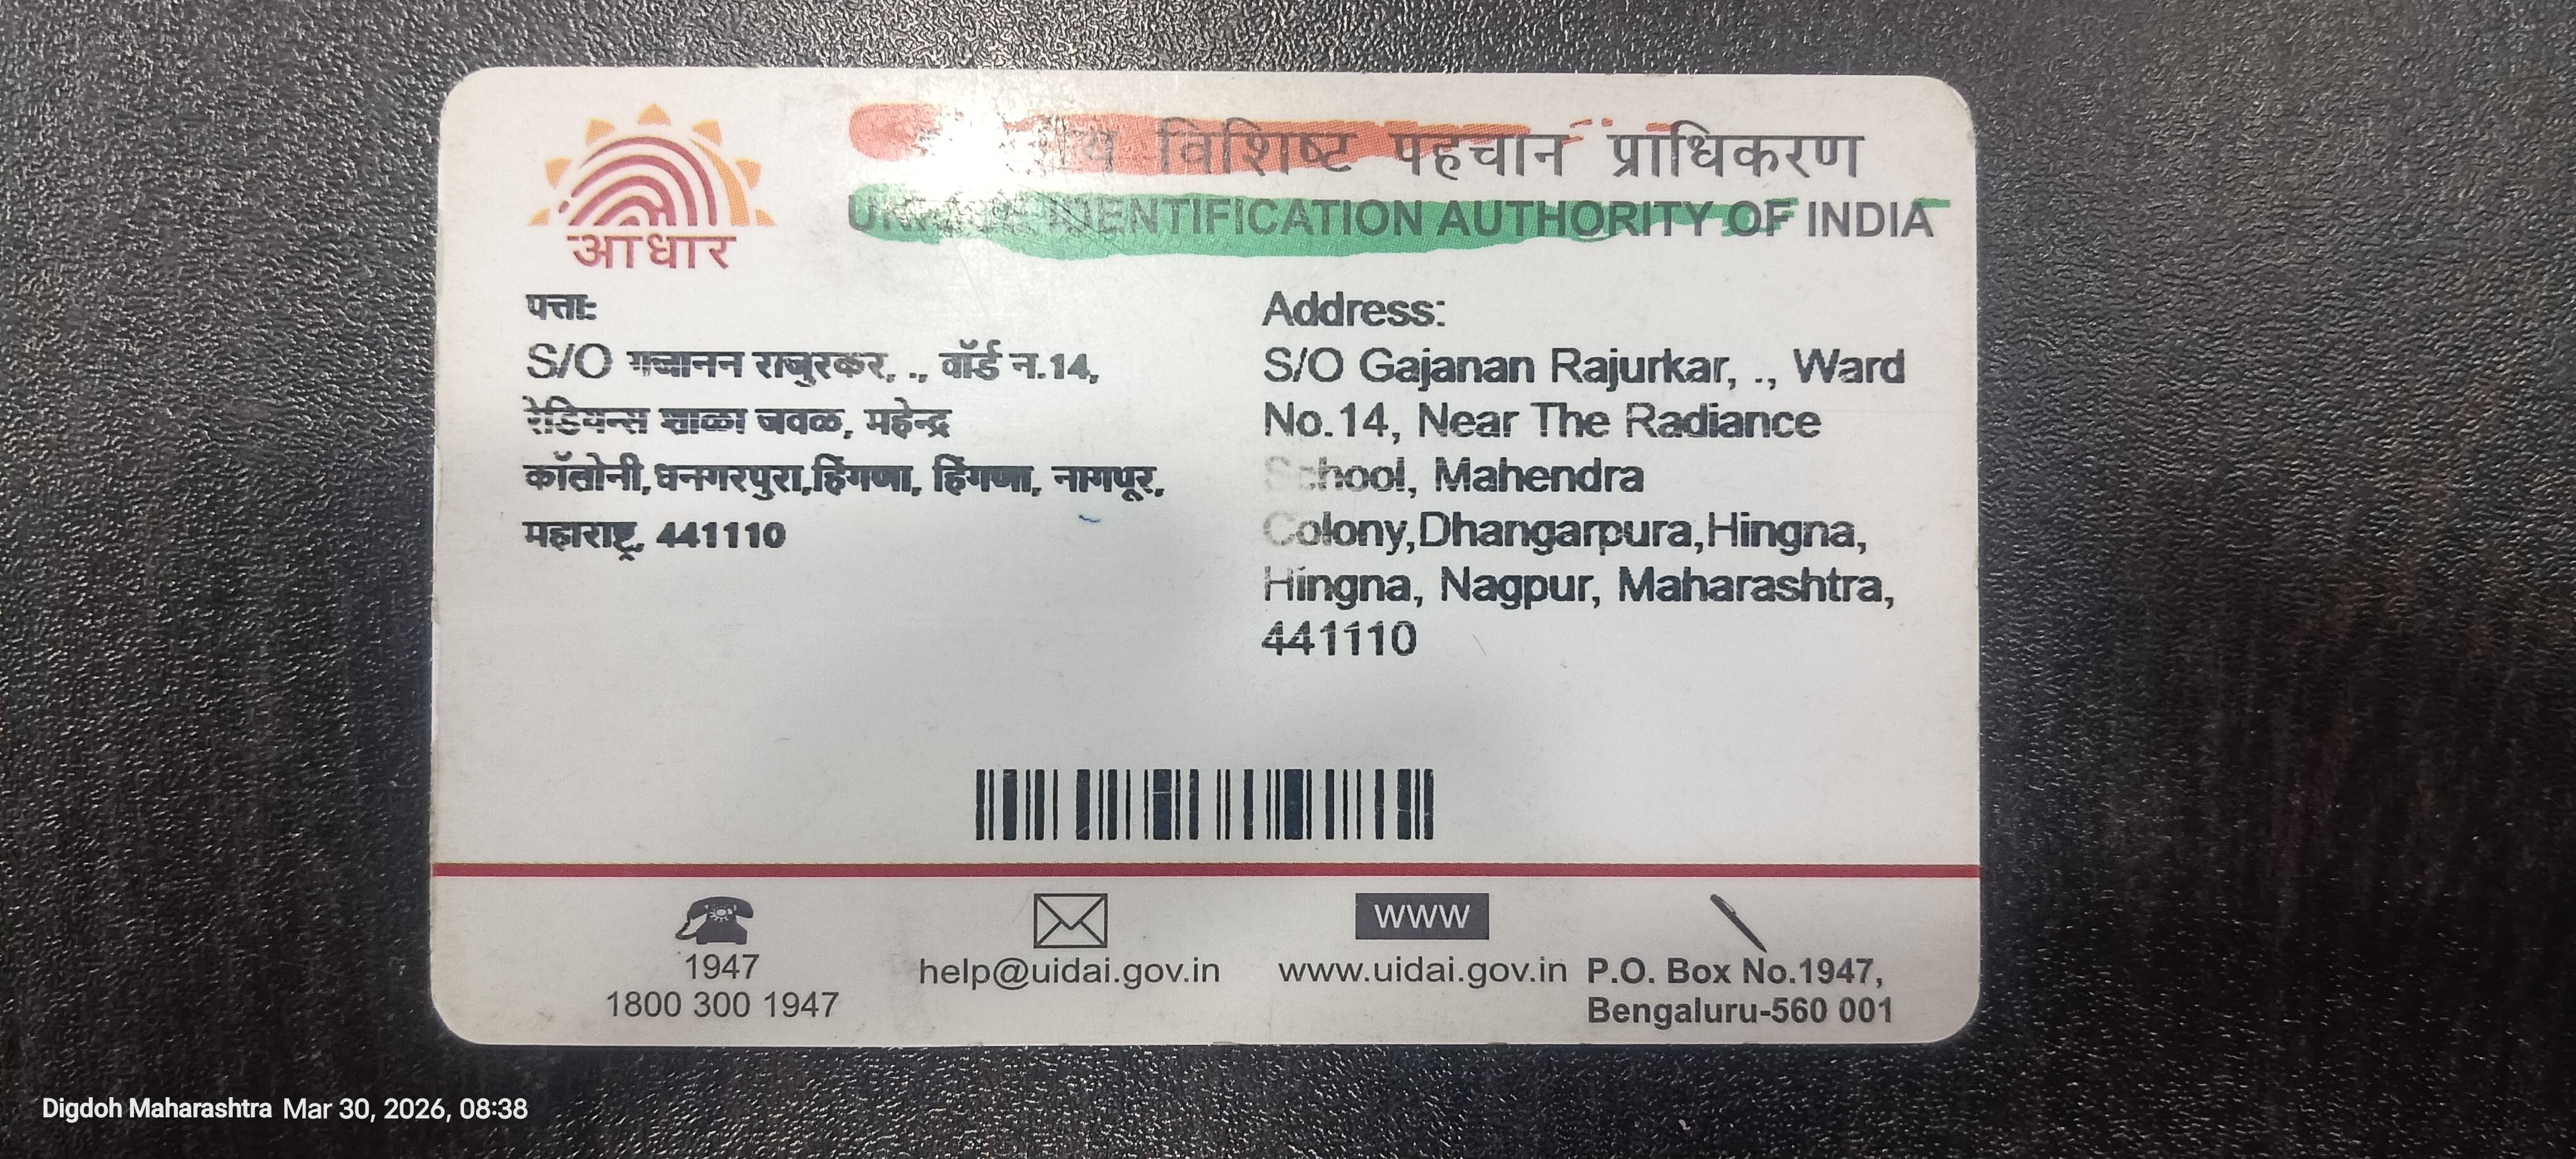 आधार
विशिष्ट पहचान प्राधिकरण
UNIQUE IDENTIFICATION AUTHORITY OF INDIA
पत्ता:
S/O गजानन राजुरकर, ., वॉर्ड न.14,
रेडियन्स शाळा जवळ, महेन्द्र
कॉलोनी,धनगरपुरा,हिंगणा, हिंगणा, नागपूर,
महाराष्ट्र, 441110
Address:
S/O Gajanan Rajurkar, ., Ward
No.14, Near The Radiance
School, Mahendra
Colony,Dhangarpura,Hingna,
Hingna, Nagpur, Maharashtra,
441110
1947
1800 300 1947
help@uidai.gov.in
www
www.uidai.gov.in
P.O. Box No.1947,
Bengaluru-560 001
Digdoh Maharashtra Mar 30, 2026, 08:38